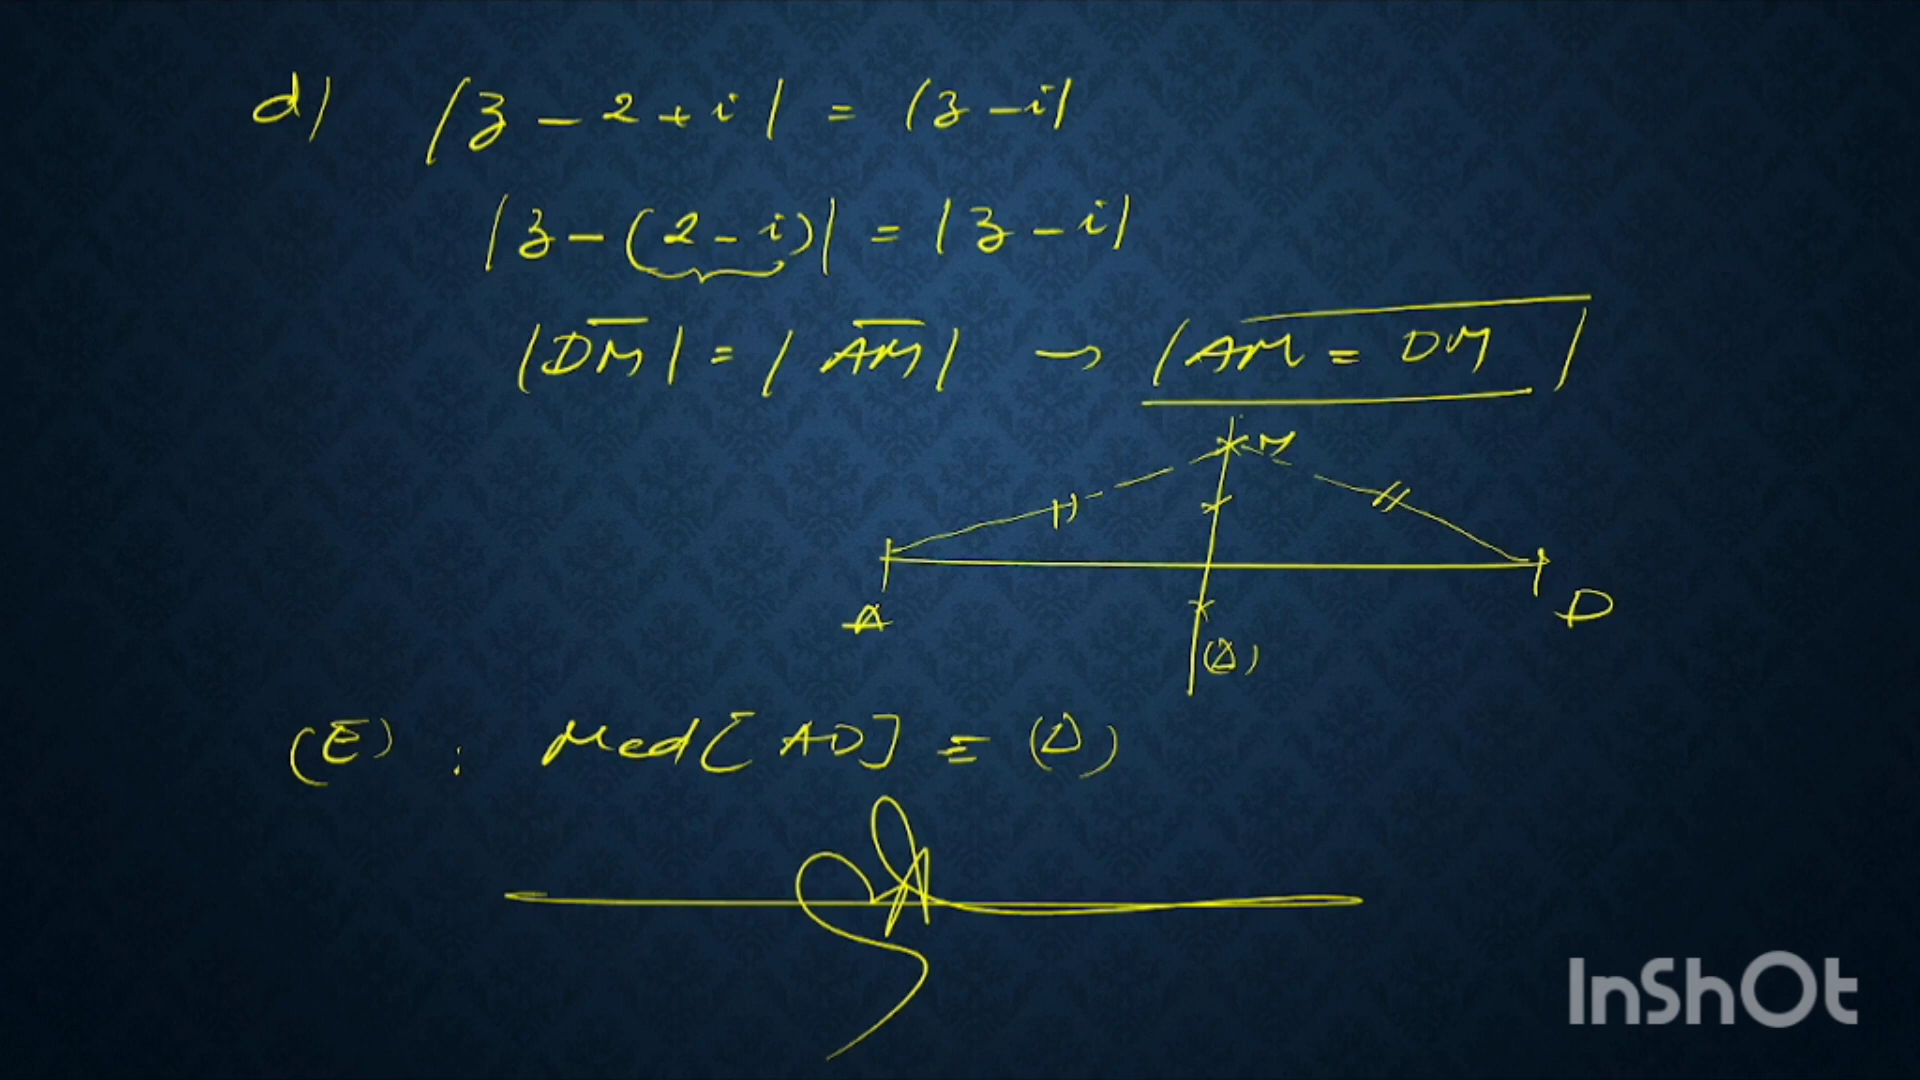 d) |z - 2 + i| = |z - i|
|z - (2 - i)| = |z - i|
|DM| = |AM| → |AM = DM|
M
A
D
(Δ)
(E) : Med[AD] ≡ (Δ)
InShOt